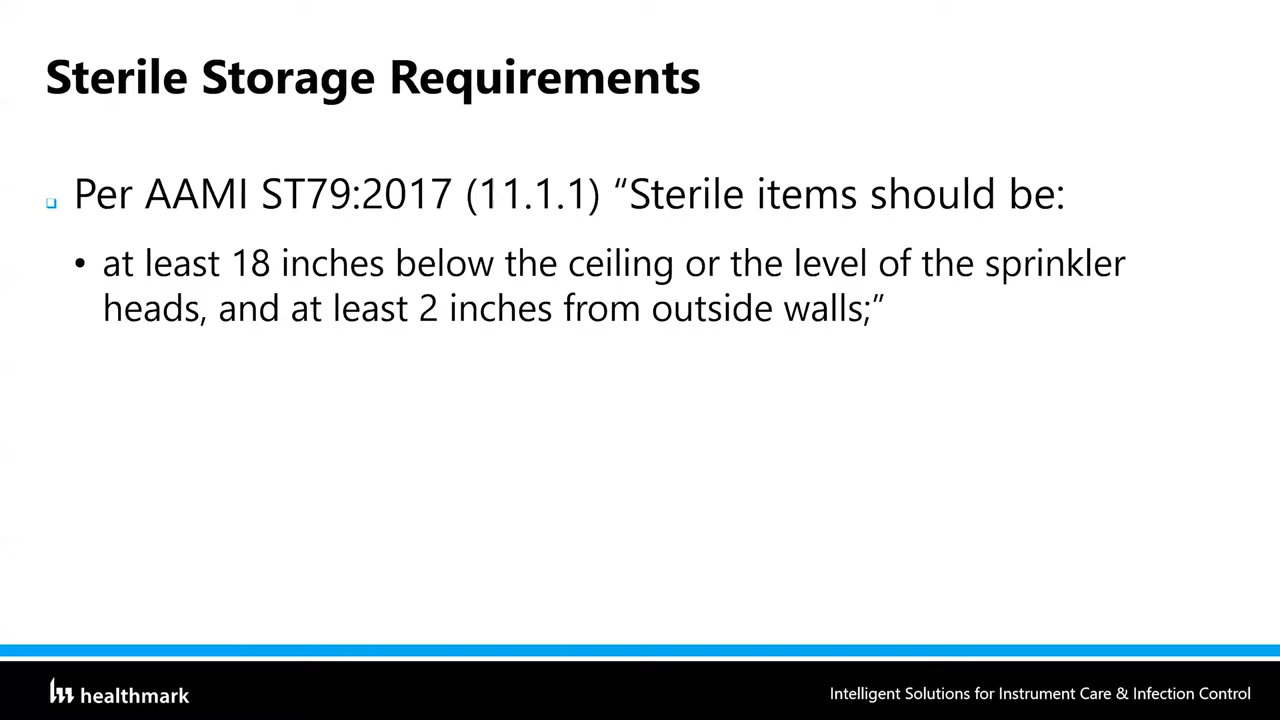 Sterile Storage Requirements
Per AAMI ST79:2017 (11.1.1) “Sterile items should be:
• at least 18 inches below the ceiling or the level of the sprinkler
heads, and at least 2 inches from outside walls;”
healthmark
Intelligent Solutions for Instrument Care & Infection Control